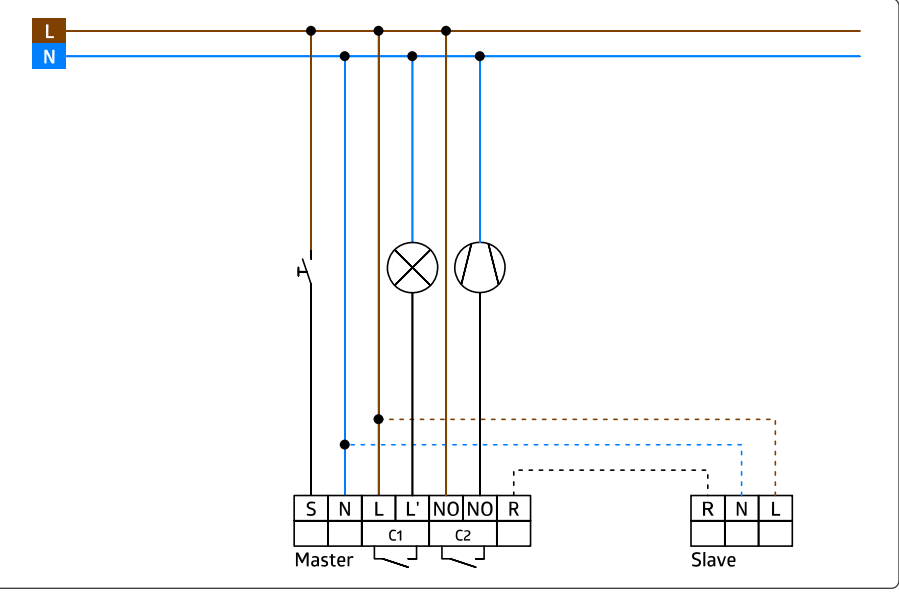 L
N
S N L L' NO NO R
C1 C2
Master
R N L
Slave